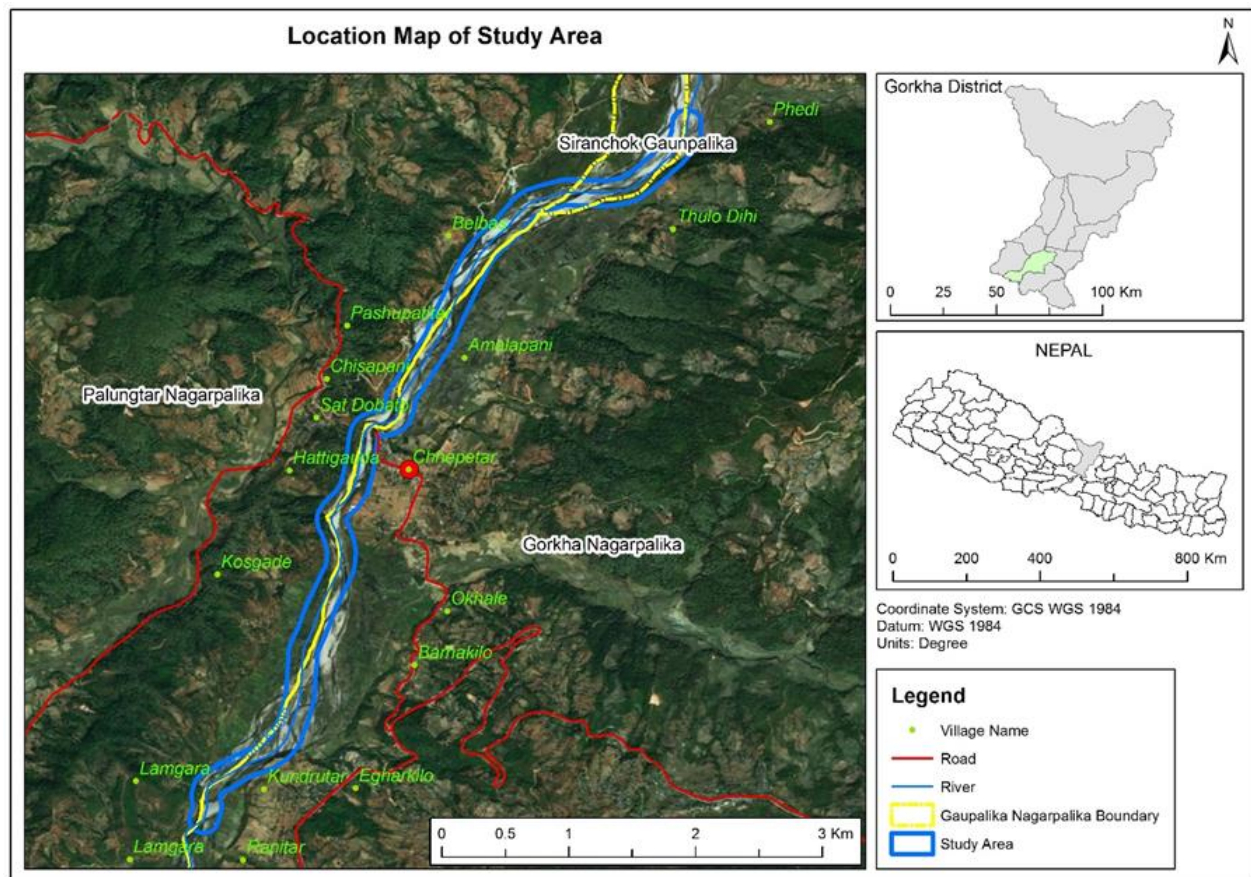 Location Map of Study Area
N
Phedi
Siranchok Gaunpalika
Thulo Dihi
Belbas
Pashupatite
Amalapani
Chisapani
Palungtar Nagarpalika
Sat Dobato
Hattigauda
Chhepetar
Gorkha Nagarpalika
Kosgade
Okhale
Barhakilo
Lamgara
Kundrutar
Egharkilo
Lamgara
Ranitar
0 0.5 1 2 3 Km
Gorkha District
0 25 50 100 Km
NEPAL
0 200 400 800 Km
Coordinate System: GCS WGS 1984
Datum: WGS 1984
Units: Degree
Legend
Village Name
Road
River
Gaupalika Nagarpalika Boundary
Study Area